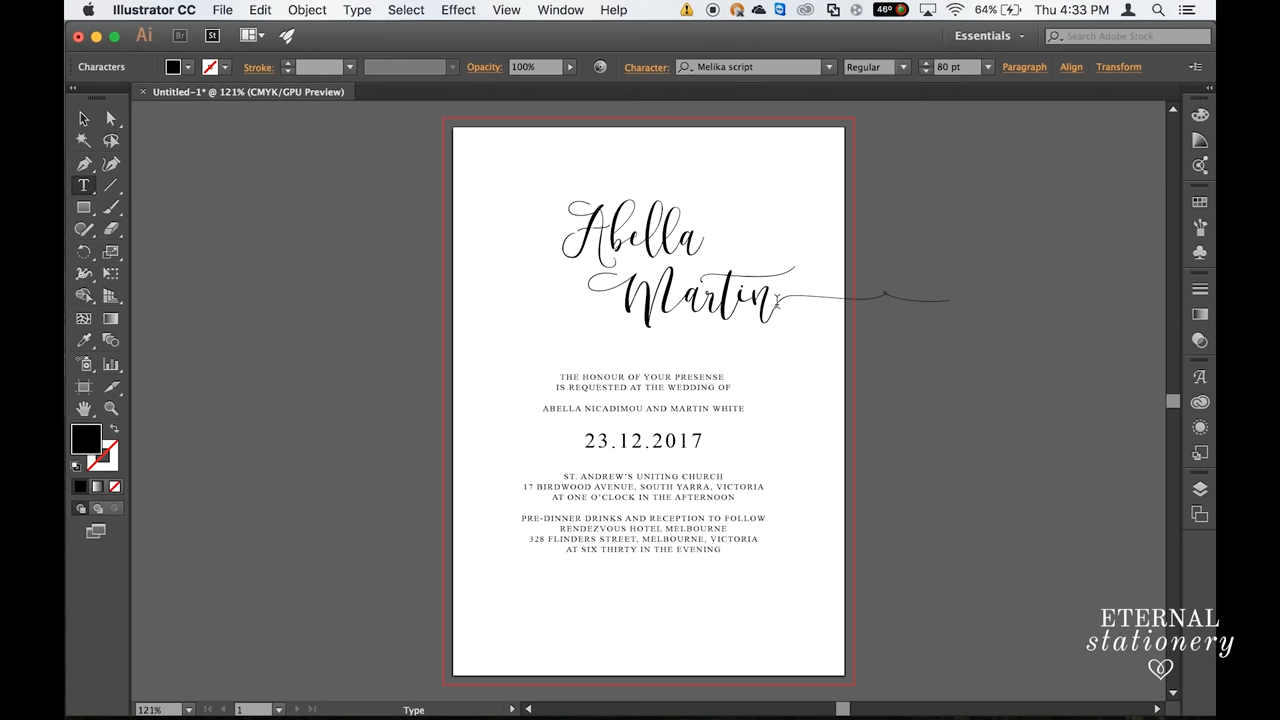 Illustrator CC File Edit Object Type Select Effect View Window Help 46° 64% Thu 4:33 PM
Ai Br St Essentials Search Adobe Stock
Characters Stroke: Opacity: 100% Character: Melika script Regular 80 pt Paragraph Align Transform
× Untitled-1* @ 121% (CMYK/GPU Preview)
Abella
Martin
THE HONOUR OF YOUR PRESENSE
IS REQUESTED AT THE WEDDING OF
ABELLA NICADIMOU AND MARTIN WHITE
23.12.2017
ST. ANDREW'S UNITING CHURCH
17 BIRDWOOD AVENUE, SOUTH YARRA, VICTORIA
AT ONE O'CLOCK IN THE AFTERNOON
PRE-DINNER DRINKS AND RECEPTION TO FOLLOW
RENDEZVOUS HOTEL MELBOURNE
328 FLINDERS STREET, MELBOURNE, VICTORIA
AT SIX THIRTY IN THE EVENING
ETERNAL
stationery
121% 1 Type